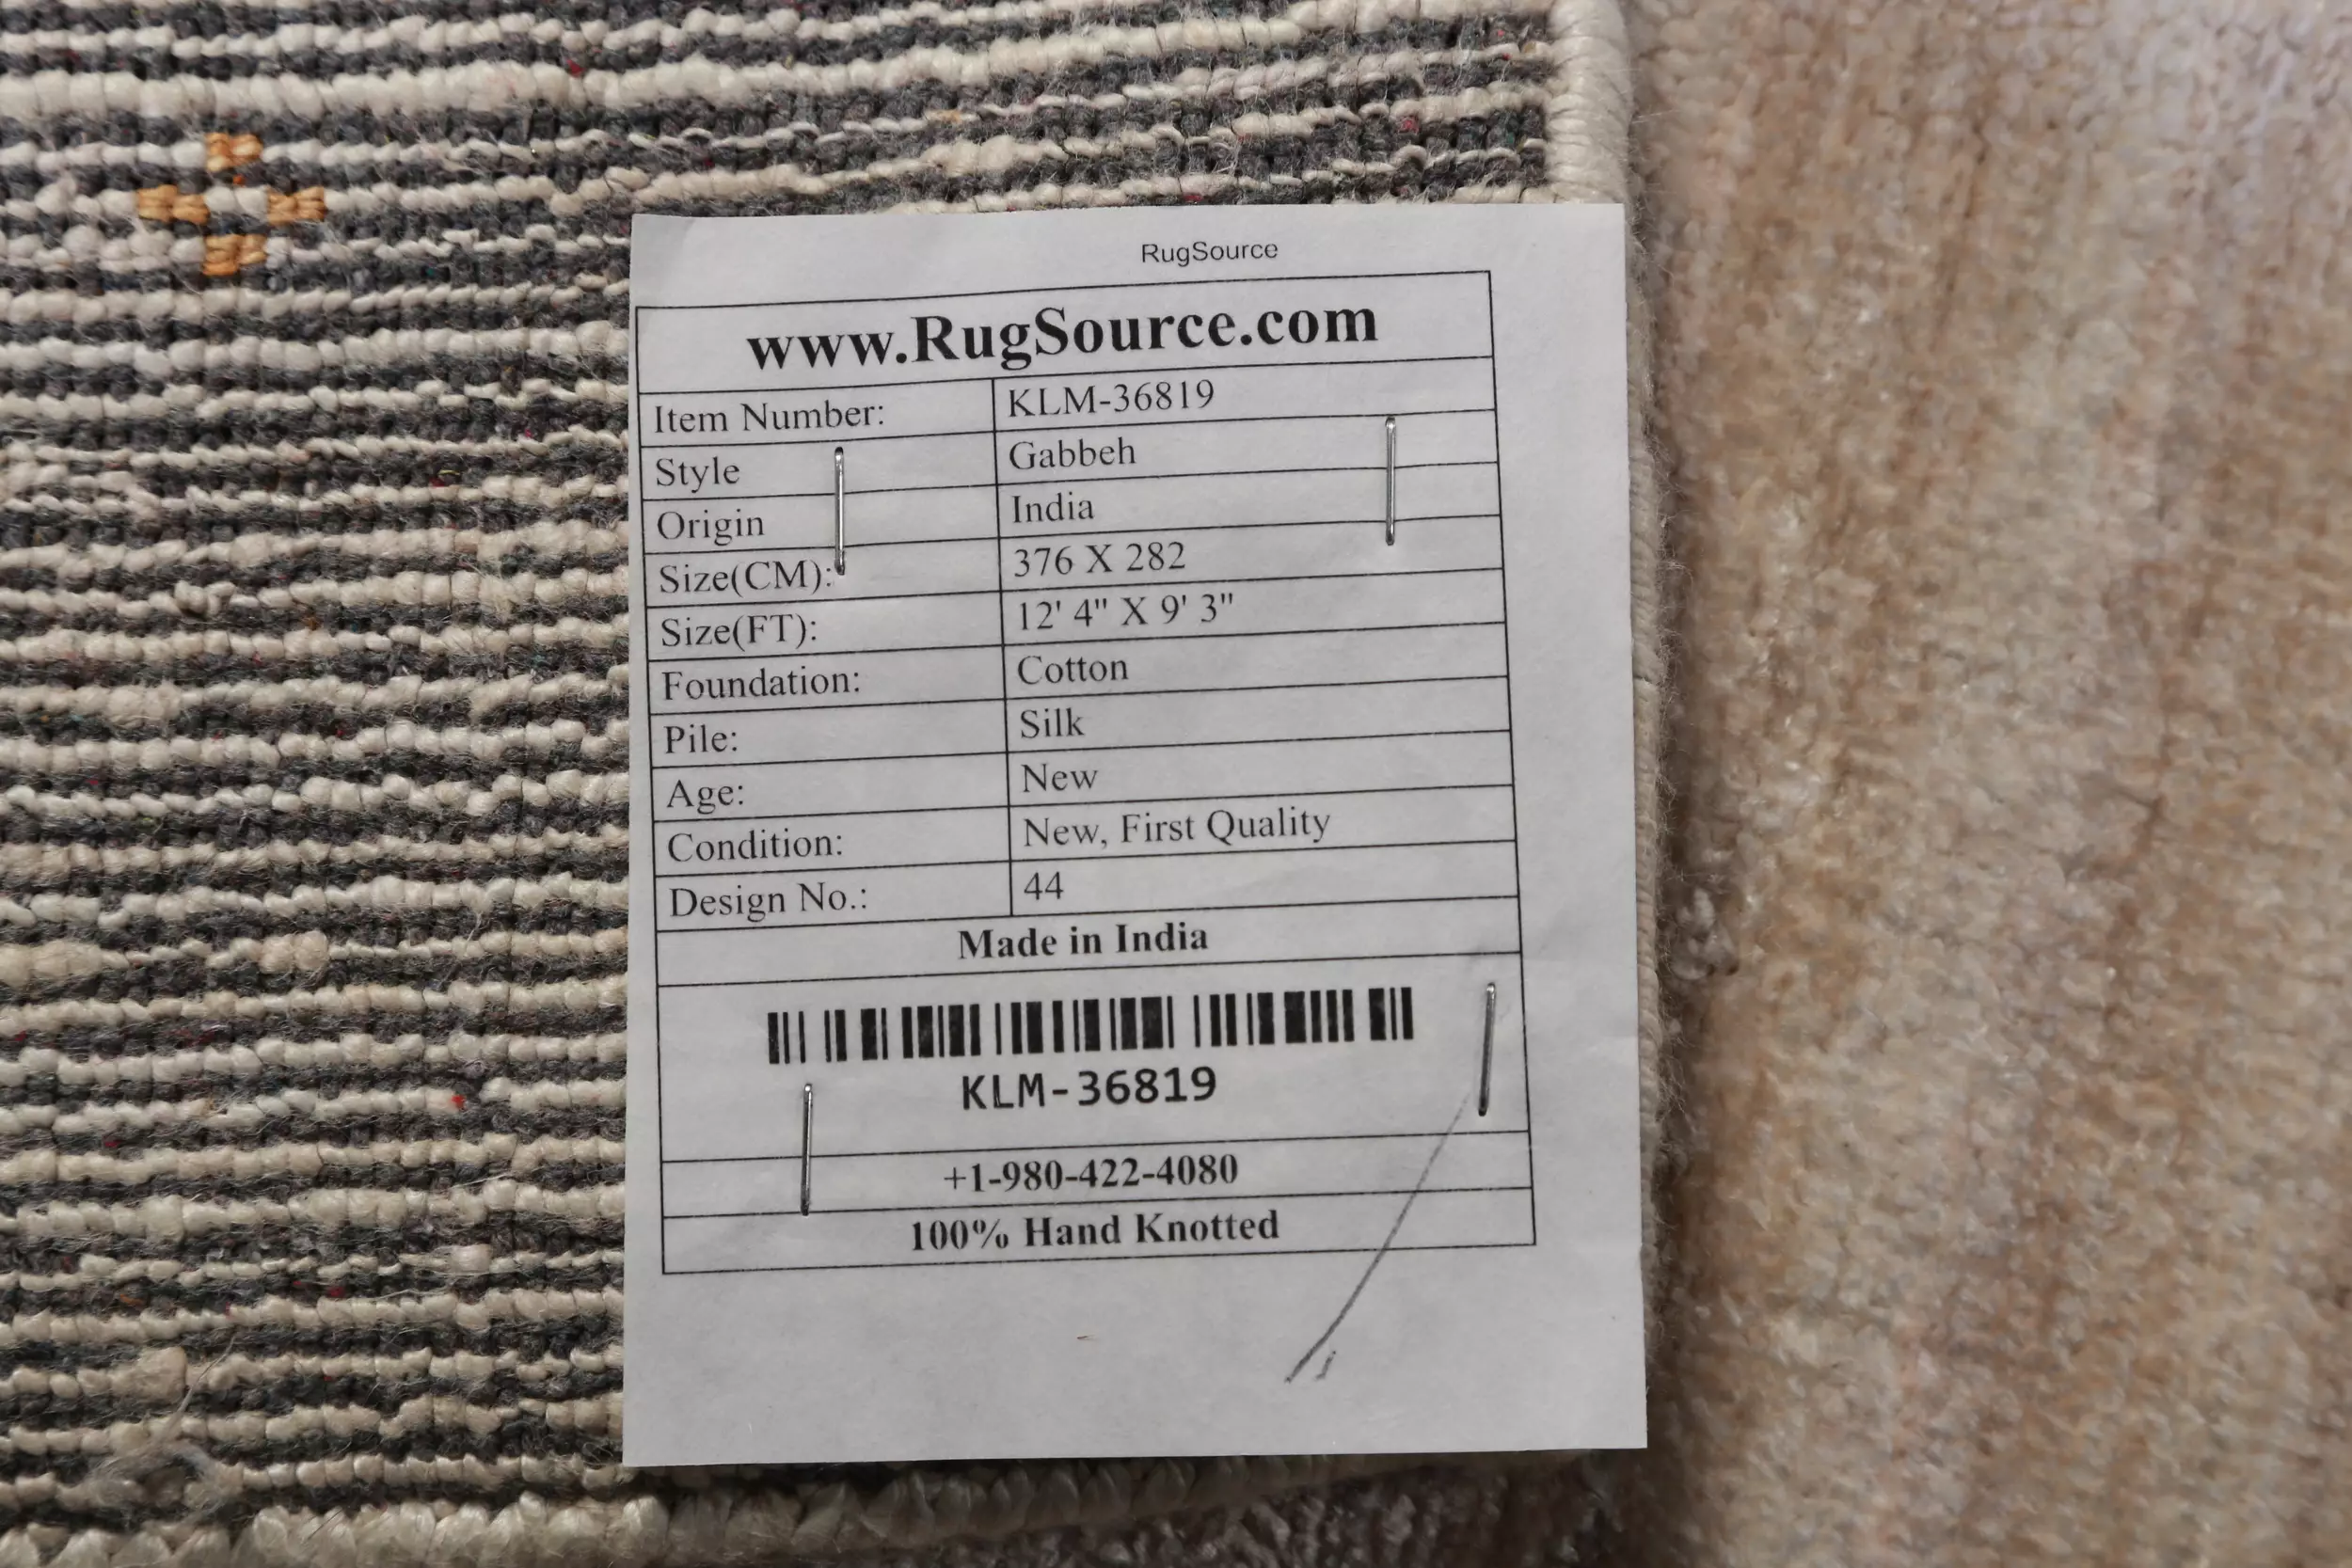 RugSource
www.RugSource.com
Item Number: KLM-36819
Style Gabbeh
Origin India
Size(CM): 376 X 282
Size(FT): 12' 4" X 9' 3"
Foundation: Cotton
Pile: Silk
Age: New
Condition: New, First Quality
Design No.: 44
Made in India
KLM-36819
+1-980-422-4080
100% Hand Knotted